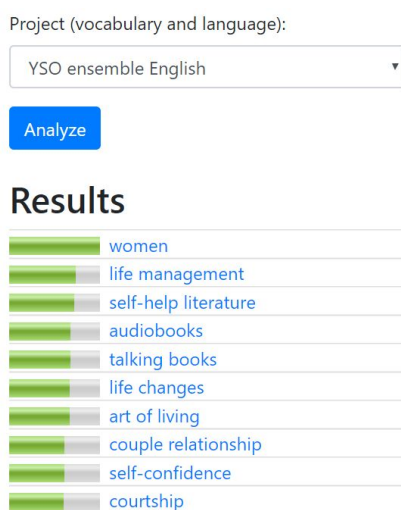 Project (vocabulary and language):
YSO ensemble English
Analyze
Results
women
life management
self-help literature
audiobooks
talking books
life changes
art of living
couple relationship
self-confidence
courtship